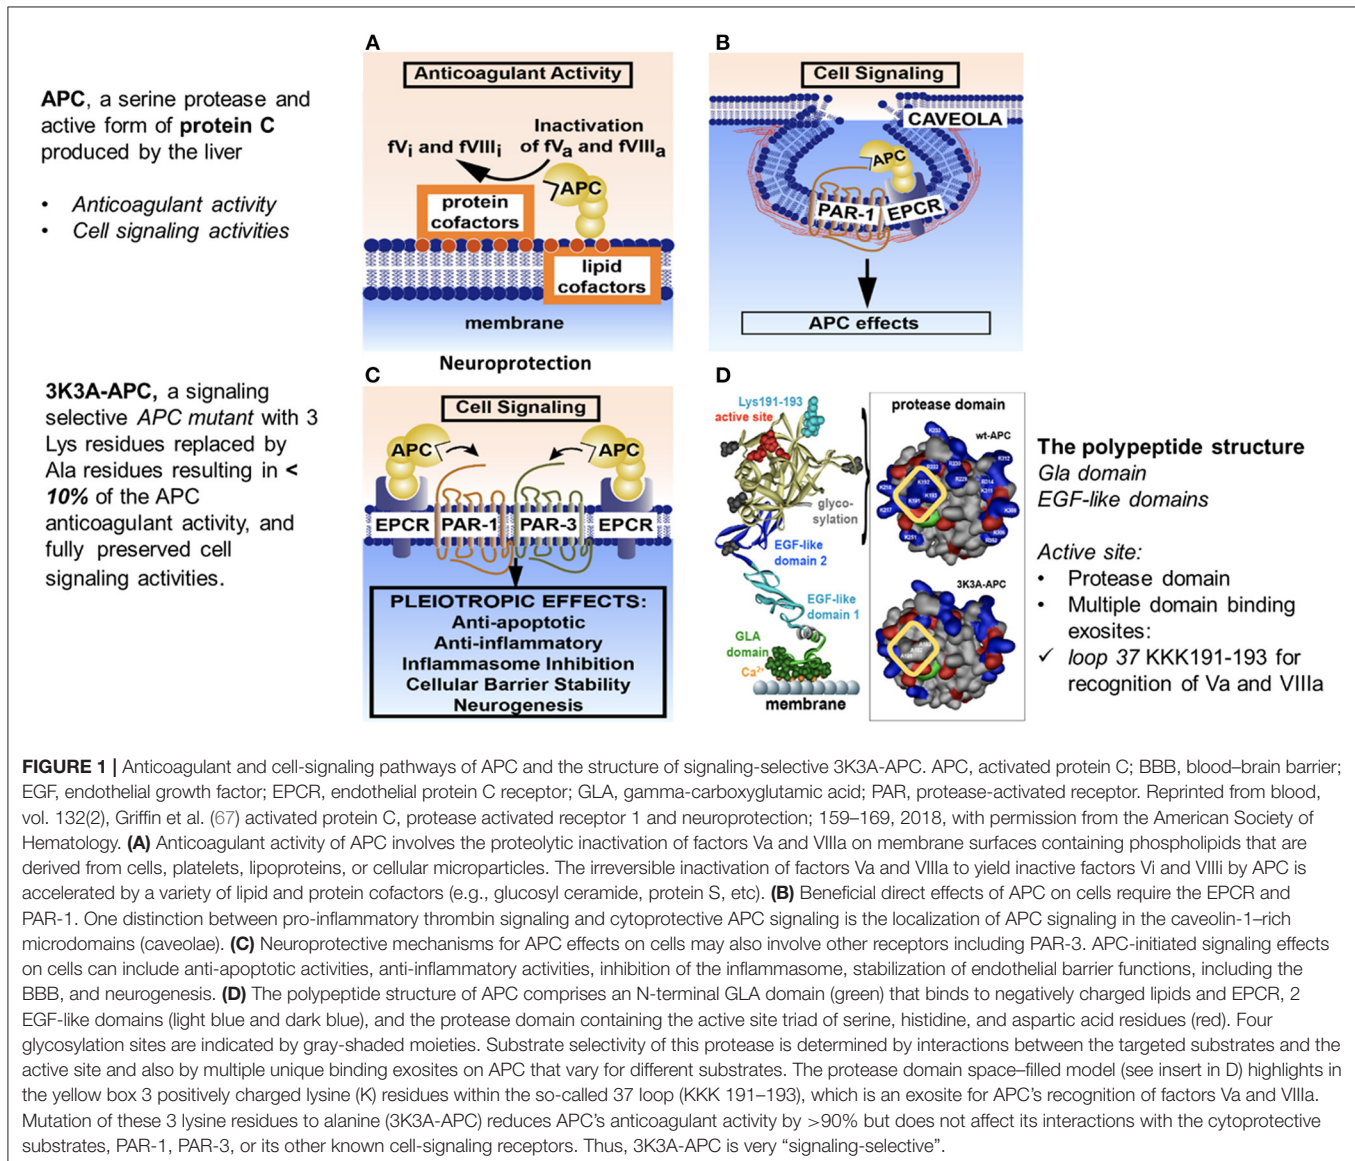 APC, a serine protease and
active form of protein C
produced by the liver
• Anticoagulant activity
• Cell signaling activities
3K3A-APC, a signaling
selective APC mutant with 3
Lys residues replaced by
Ala residues resulting in <
10% of the APC
anticoagulant activity, and
fully preserved cell
signaling activities.
A
Anticoagulant Activity
Inactivation
of fVa and fVIIIa
fVi and fVIIIi
APC
protein
cofactors
lipid
cofactors
membrane
B
Cell Signaling
CAVEOLA
APC
PAR-1
EPCR
APC effects
Neuroprotection
C
Cell Signaling
APC
APC
EPCR
PAR-1
PAR-3
EPCR
PLEIOTROPIC EFFECTS:
Anti-apoptotic
Anti-inflammatory
Inflammasome Inhibition
Cellular Barrier Stability
Neurogenesis
D
Lys191-193
active site
glyco-
sylation
EGF-like
domain 2
EGF-like
domain 1
GLA
domain
Ca2+
membrane
protease domain
wt-APC
3K3A-APC
The polypeptide structure
Gla domain
EGF-like domains
Active site:
• Protease domain
• Multiple domain binding
exosites:
✓ loop 37 KKK191-193 for
recognition of Va and VIIIa
FIGURE 1 | Anticoagulant and cell-signaling pathways of APC and the structure of signaling-selective 3K3A-APC. APC, activated protein C; BBB, blood–brain barrier;
EGF, endothelial growth factor; EPCR, endothelial protein C receptor; GLA, gamma-carboxyglutamic acid; PAR, protease-activated receptor. Reprinted from blood,
vol. 132(2), Griffin et al. (67) activated protein C, protease activated receptor 1 and neuroprotection; 159–169, 2018, with permission from the American Society of
Hematology. (A) Anticoagulant activity of APC involves the proteolytic inactivation of factors Va and VIIIa on membrane surfaces containing phospholipids that are
derived from cells, platelets, lipoproteins, or cellular microparticles. The irreversible inactivation of factors Va and VIIIa to yield inactive factors Vi and VIIIi by APC is
accelerated by a variety of lipid and protein cofactors (e.g., glucosyl ceramide, protein S, etc). (B) Beneficial direct effects of APC on cells require the EPCR and
PAR-1. One distinction between pro-inflammatory thrombin signaling and cytoprotective APC signaling is the localization of APC signaling in the caveolin-1–rich
microdomains (caveolae). (C) Neuroprotective mechanisms for APC effects on cells may also involve other receptors including PAR-3. APC-initiated signaling effects
on cells can include anti-apoptotic activities, anti-inflammatory activities, inhibition of the inflammasome, stabilization of endothelial barrier functions, including the
BBB, and neurogenesis. (D) The polypeptide structure of APC comprises an N-terminal GLA domain (green) that binds to negatively charged lipids and EPCR, 2
EGF-like domains (light blue and dark blue), and the protease domain containing the active site triad of serine, histidine, and aspartic acid residues (red). Four
glycosylation sites are indicated by gray-shaded moieties. Substrate selectivity of this protease is determined by interactions between the targeted substrates and the
active site and also by multiple unique binding exosites on APC that vary for different substrates. The protease domain space–filled model (see insert in D) highlights in
the yellow box 3 positively charged lysine (K) residues within the so-called 37 loop (KKK 191–193), which is an exosite for APC's recognition of factors Va and VIIIa.
Mutation of these 3 lysine residues to alanine (3K3A-APC) reduces APC's anticoagulant activity by >90% but does not affect its interactions with the cytoprotective
substrates, PAR-1, PAR-3, or its other known cell-signaling receptors. Thus, 3K3A-APC is very "signaling-selective".